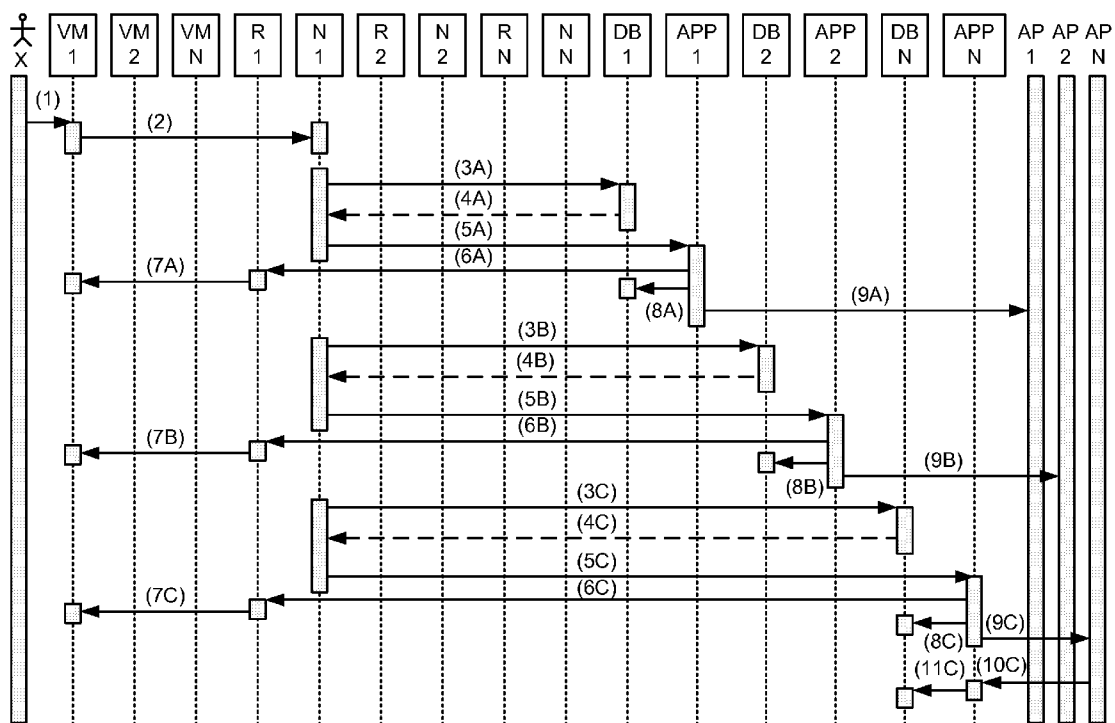 X
VM 1
VM 2
VM N
R 1
N 1
R 2
N 2
R N
N N
DB 1
APP 1
DB 2
APP 2
DB N
APP N
AP 1
AP 2
AP N
(1)
(2)
(3A)
(4A)
(5A)
(6A)
(7A)
(8A)
(9A)
(3B)
(4B)
(5B)
(6B)
(7B)
(8B)
(9B)
(3C)
(4C)
(5C)
(6C)
(7C)
(8C)
(9C)
(10C)
(11C)